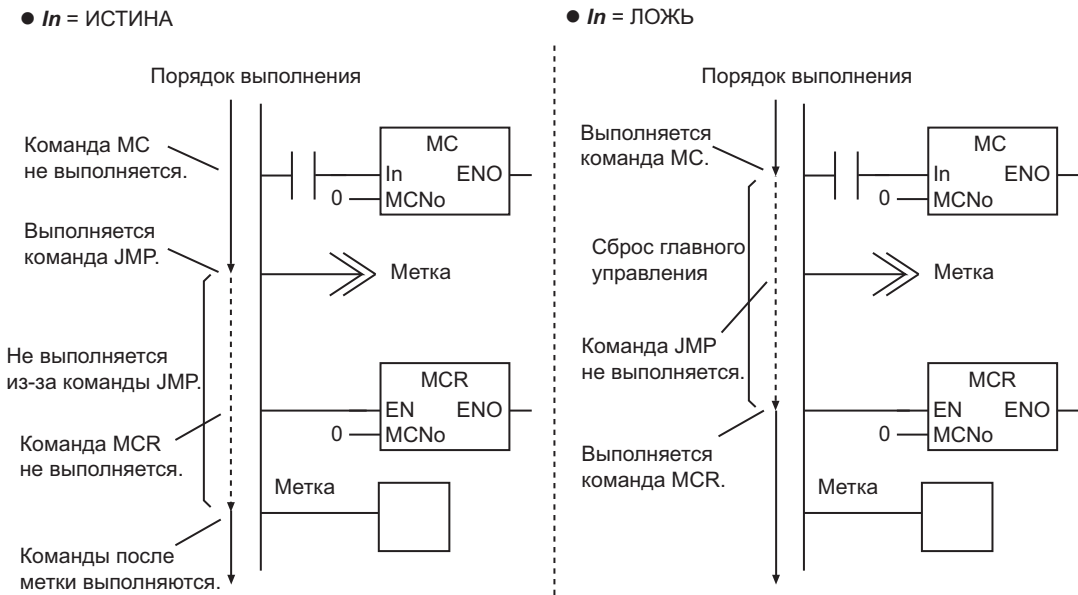 ● In = ИСТИНА
Порядок выполнения
Команда MC
не выполняется.
MC
In ENO
0 MCNo
Выполняется
команда JMP.
Метка
Не выполняется
из-за команды JMP.
MCR
EN ENO
0 MCNo
Команда MCR
не выполняется.
Метка
Команды после
метки выполняются.
● In = ЛОЖЬ
Порядок выполнения
Выполняется
команда MC.
MC
In ENO
0 MCNo
Сброс главного
управления
Метка
Команда JMP
не выполняется.
MCR
EN ENO
0 MCNo
Выполняется
команда MCR.
Метка